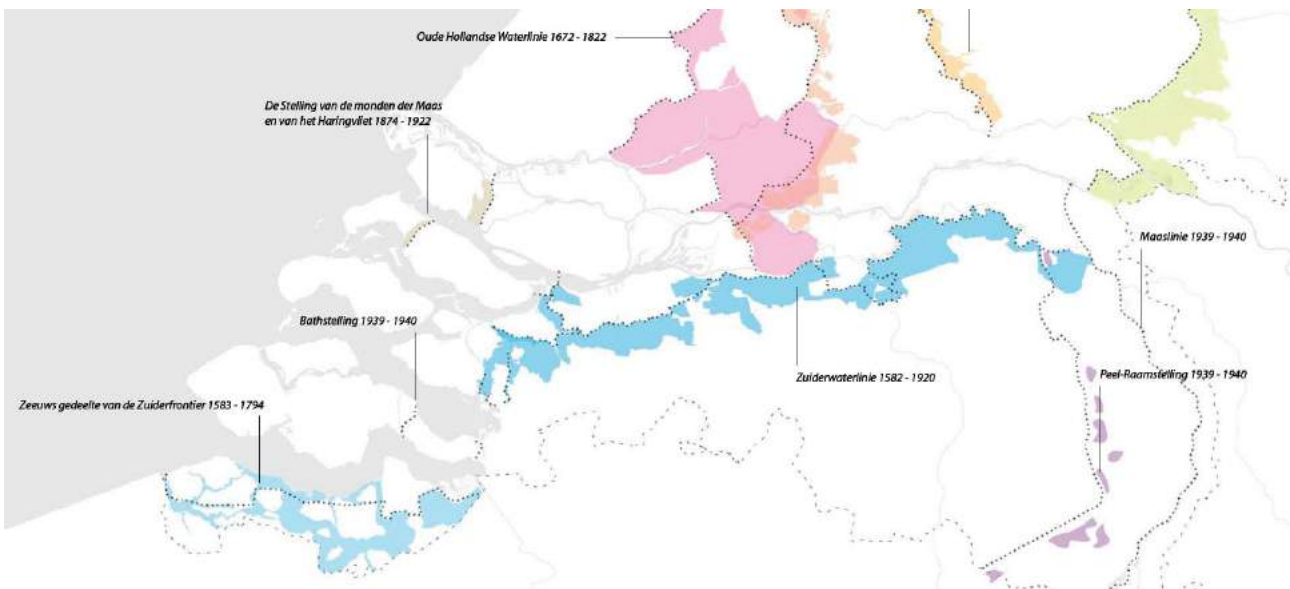 Oude Hollandse Waterlinie 1672 - 1822
De Stelling van de monden der Maas
en van het Haringvliet 1874 - 1922
Maaslinie 1939 - 1940
Bathstelling 1939 - 1940
Zuiderwaterlinie 1582 - 1920
Peel-Raamstelling 1939 - 1940
Zeeuws gedeelte van de Zuiderfrontier 1583 - 1794